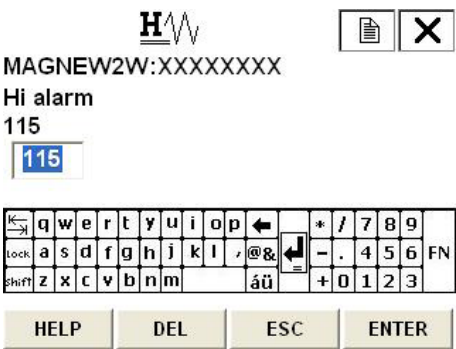 H
MAGNEW2W:XXXXXXXX
Hi alarm
115
115
q w e r t y u i o p * / 7 8 9
Lock a s d f g h j k l , @& - . 4 5 6 FN
Shift z x c v b n m áü = + 0 1 2 3
HELP DEL ESC ENTER